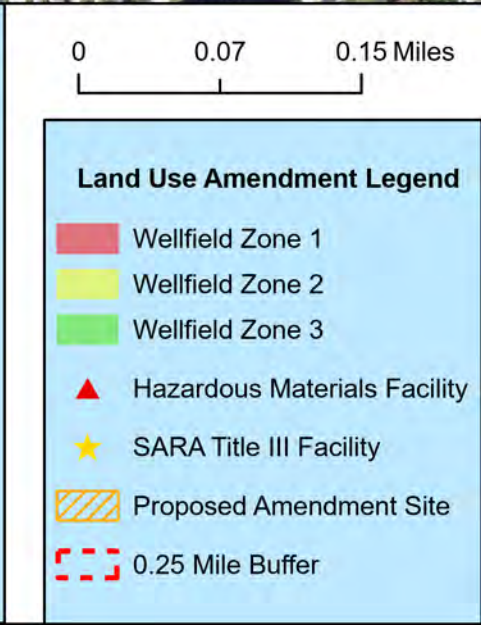 0 0.07 0.15 Miles
Land Use Amendment Legend
Wellfield Zone 1
Wellfield Zone 2
Wellfield Zone 3
Hazardous Materials Facility
SARA Title III Facility
Proposed Amendment Site
0.25 Mile Buffer